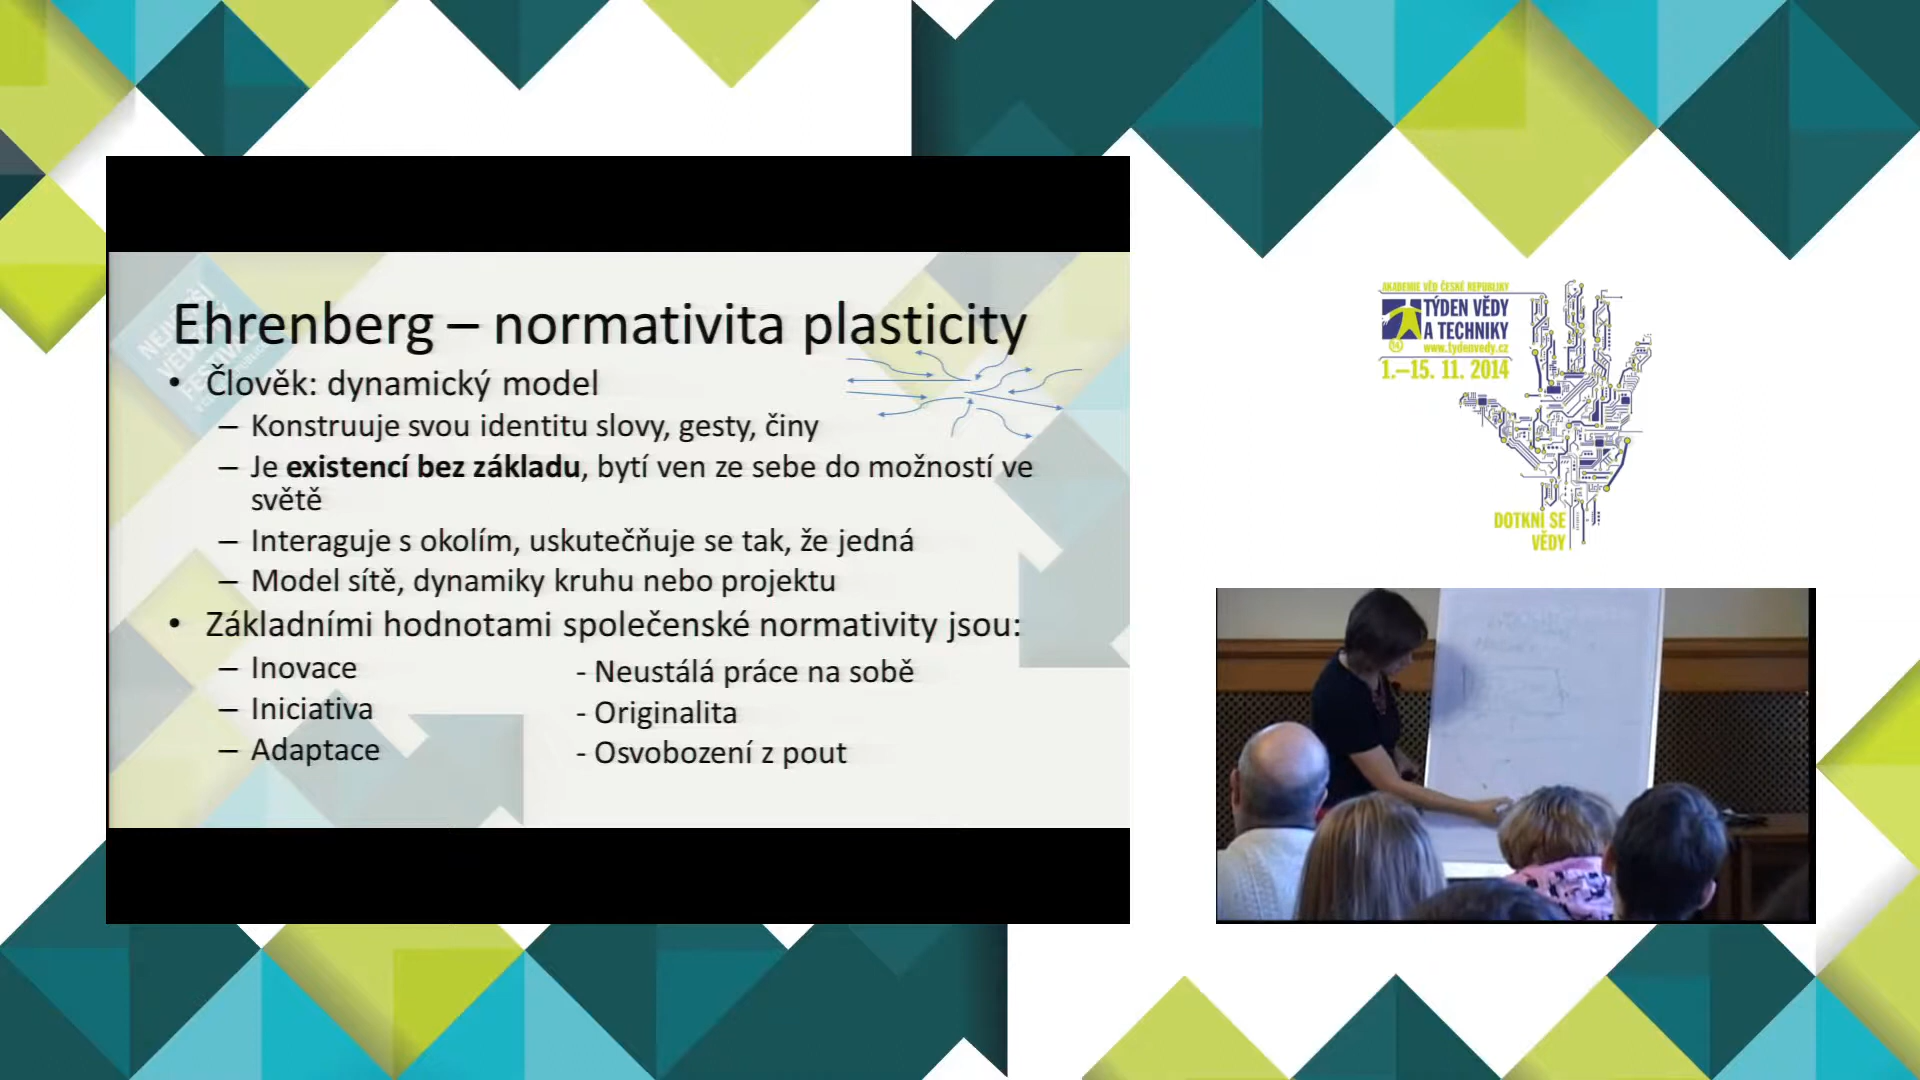 Ehrenberg – normativita plasticity
• Člověk: dynamický model
– Konstruuje svou identitu slovy, gesty, činy
– Je existencí bez základu, bytí ven ze sebe do možností ve
světě
– Interaguje s okolím, uskutečňuje se tak, že jedná
– Model sítě, dynamiky kruhu nebo projektu
• Základními hodnotami společenské normativity jsou:
– Inovace
– Iniciativa
– Adaptace
- Neustálá práce na sobě
- Originalita
- Osvobození z pout
AKADEMIE VĚD ČESKÉ REPUBLIKY
TÝDEN VĚDY
A TECHNIKY
www.tydenvedy.cz
1.–15. 11. 2014
DOTKNI SE
VĚDY